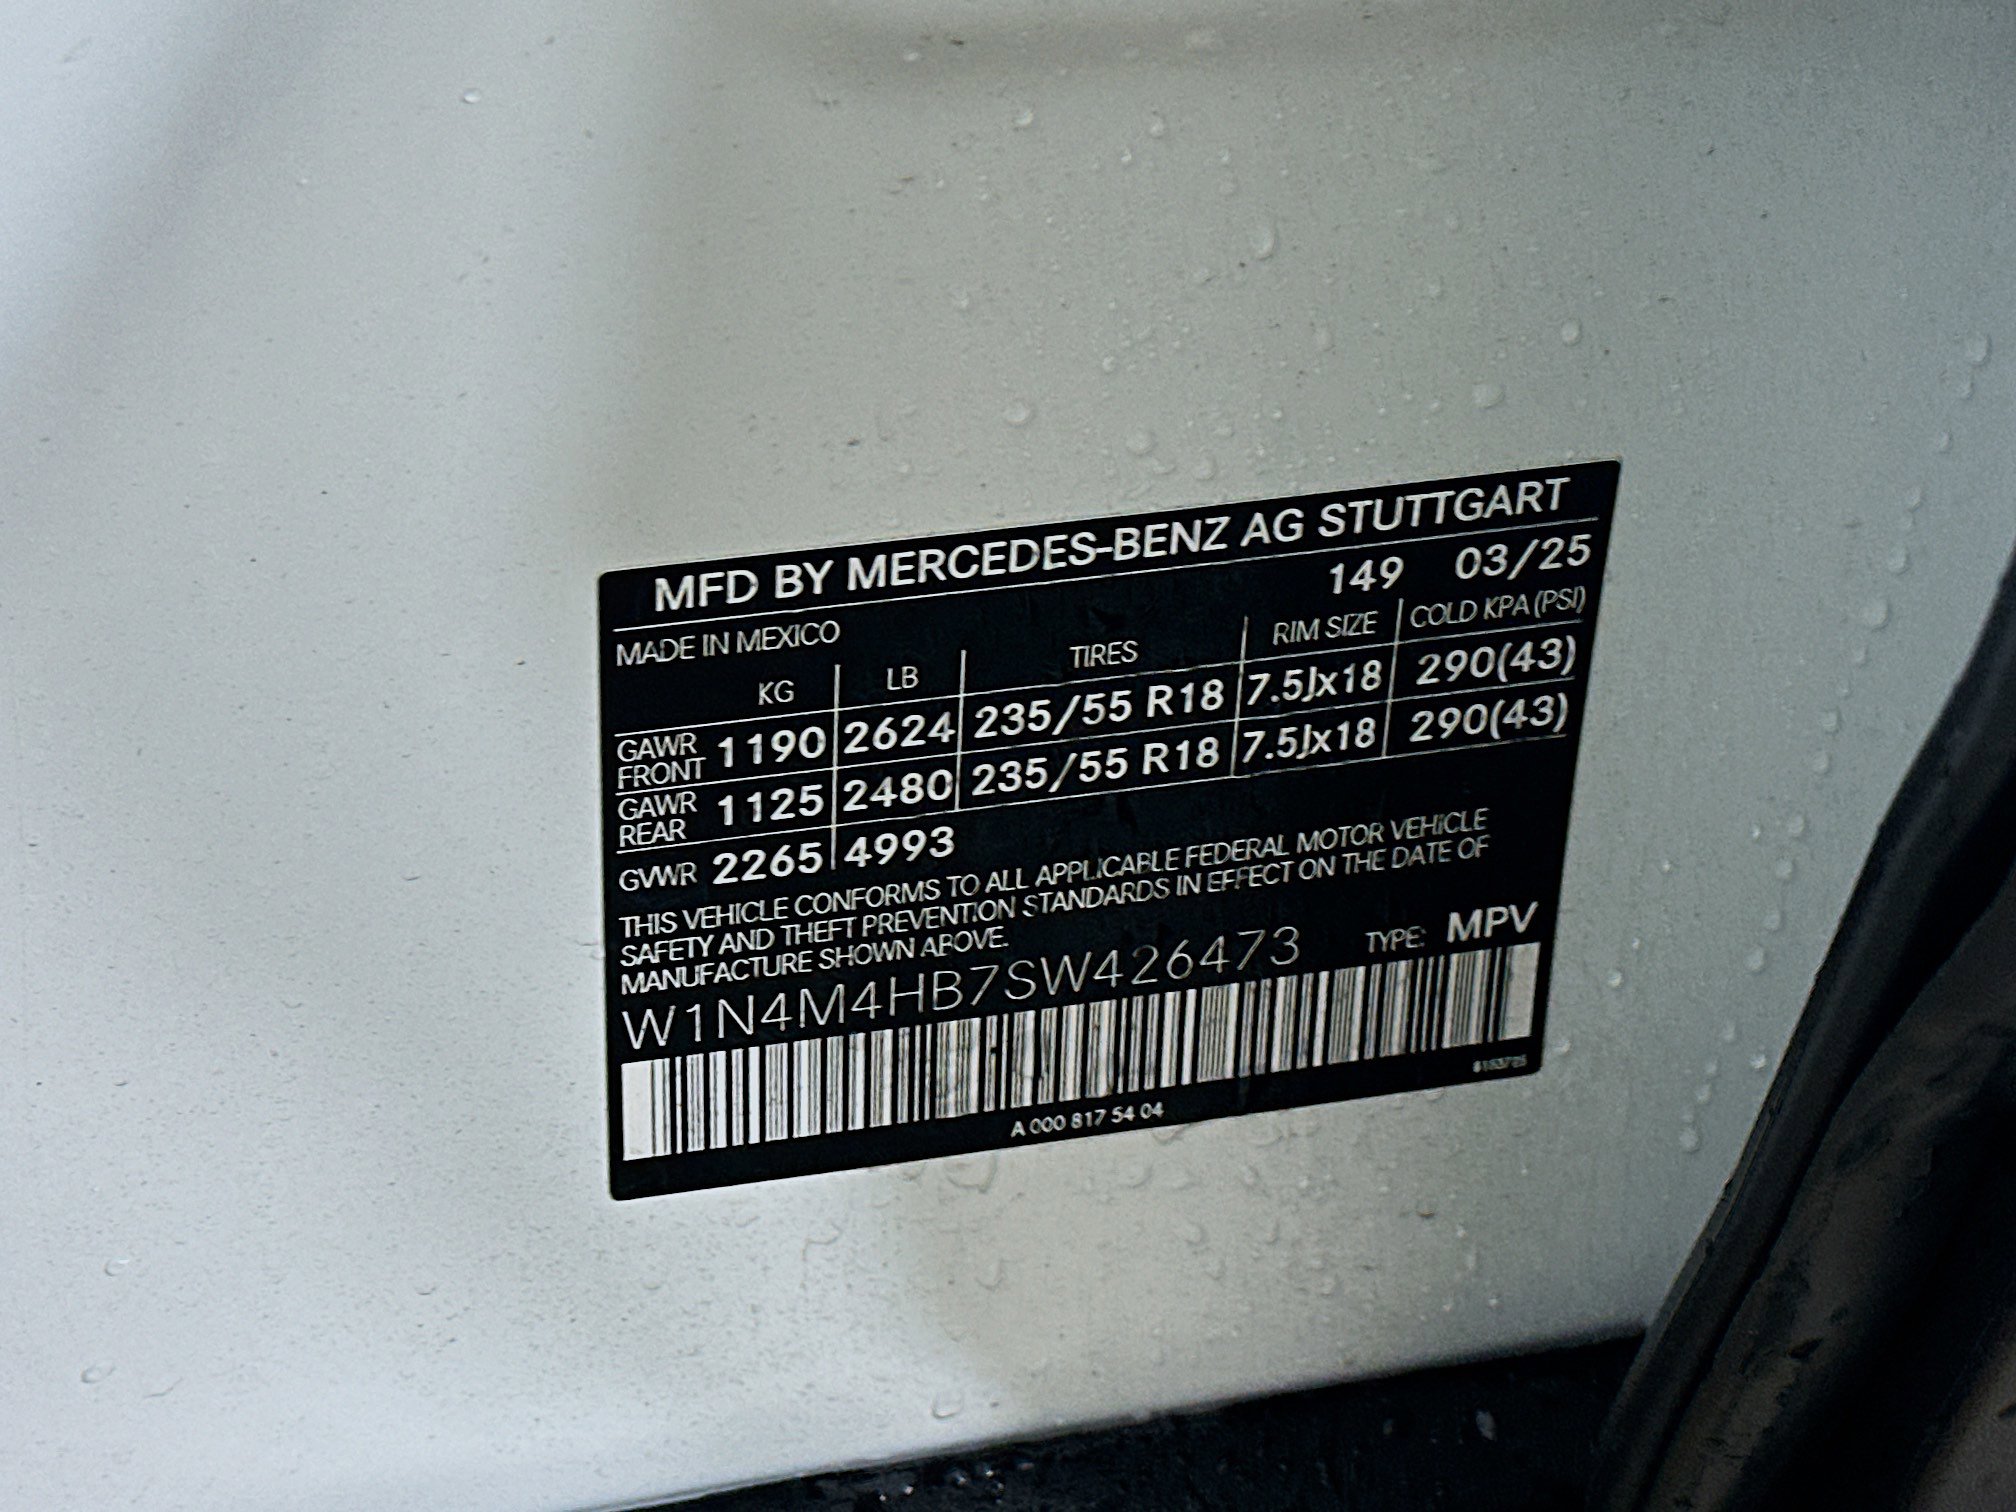 MFD BY MERCEDES-BENZ AG STUTTGART
149 03/25
MADE IN MEXICO
KG LB TIRES RIM SIZE COLD KPA (PSI)
GAWR FRONT 1190 2624 235/55 R18 7.5Jx18 290(43)
GAWR REAR 1125 2480 235/55 R18 7.5Jx18 290(43)
GVWR 2265 4993
THIS VEHICLE CONFORMS TO ALL APPLICABLE FEDERAL MOTOR VEHICLE
SAFETY AND THEFT PREVENTION STANDARDS IN EFFECT ON THE DATE OF
MANUFACTURE SHOWN ABOVE.
W1N4M4HB7SW426473 TYPE: MPV
A 000 817 54 04